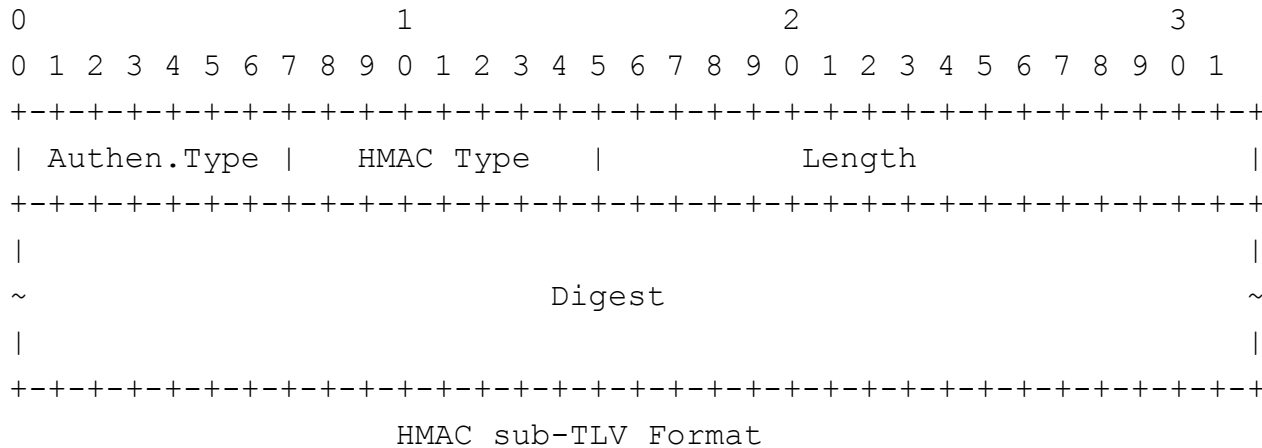 0                   1                   2                   3
0 1 2 3 4 5 6 7 8 9 0 1 2 3 4 5 6 7 8 9 0 1 2 3 4 5 6 7 8 9 0 1
+-+-+-+-+-+-+-+-+-+-+-+-+-+-+-+-+-+-+-+-+-+-+-+-+-+-+-+-+-+-+-+-+
| Authen.Type |   HMAC Type   |          Length                 |
+-+-+-+-+-+-+-+-+-+-+-+-+-+-+-+-+-+-+-+-+-+-+-+-+-+-+-+-+-+-+-+-+
|                                                               |
~                           Digest                              ~
|                                                               |
+-+-+-+-+-+-+-+-+-+-+-+-+-+-+-+-+-+-+-+-+-+-+-+-+-+-+-+-+-+-+-+-+
                    HMAC sub-TLV Format